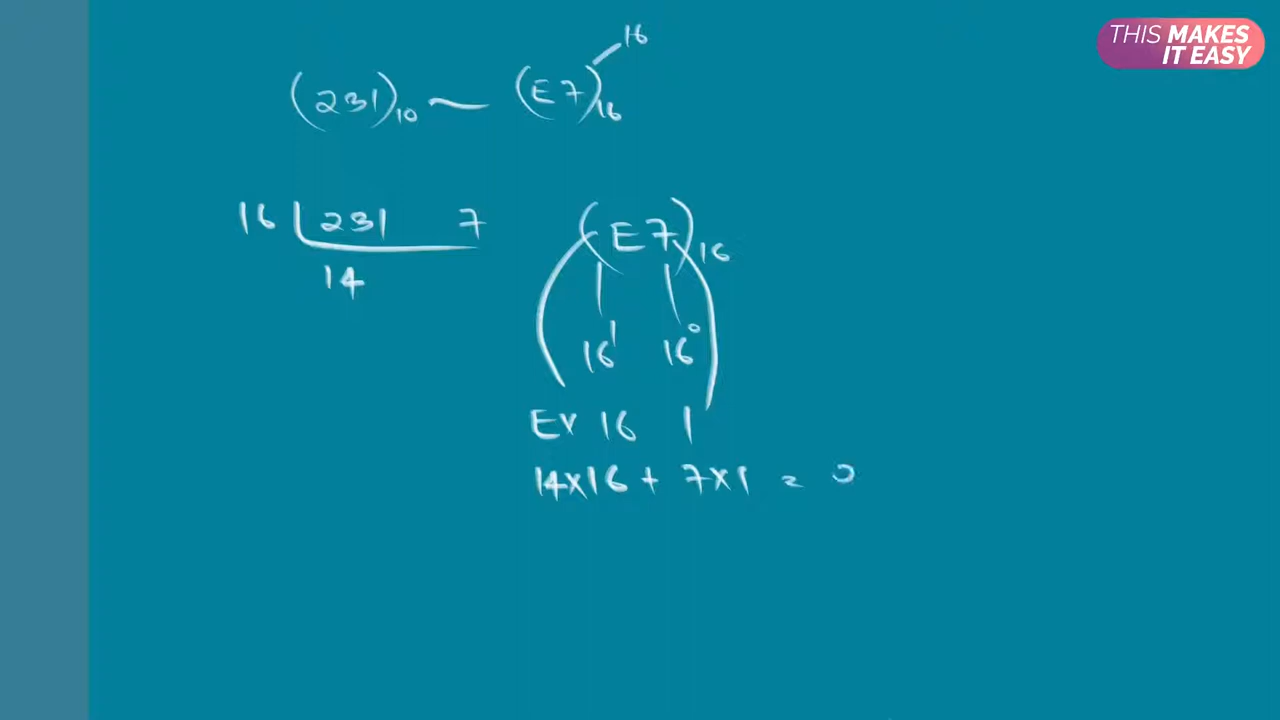 THIS MAKES
IT EASY
16
(231)10 — (E7)16
16 231 7
14
(E7)16
16¹ 16⁰
E× 16 1
14×16 + 7×1 =